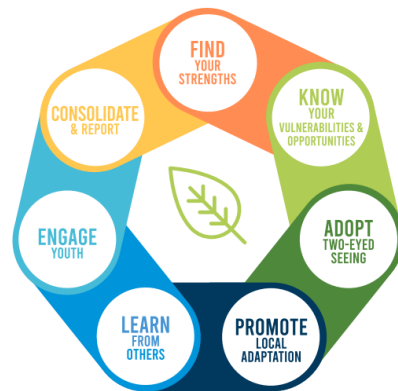 FIND
YOUR
STRENGTHS
KNOW
YOUR
VULNERABILITIES &
OPPORTUNITIES
ADOPT
TWO-EYED
SEEING
PROMOTE
LOCAL
ADAPTATION
LEARN
FROM
OTHERS
ENGAGE
YOUTH
CONSOLIDATE
& REPORT